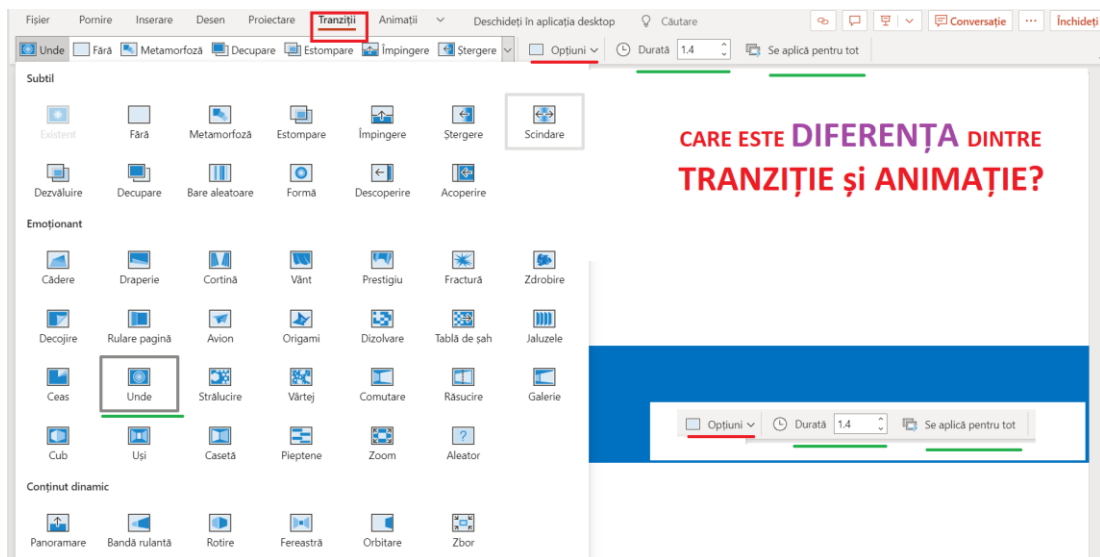 Fișier Pornire Inserare Desen Proiectare Tranziții Animații Deschideți în aplicația desktop Căutare Conversație ... Închideți
Unde Fără Metamorfoză Decupare Estompare Împingere Ștergere Opțiuni Durată 1.4 Se aplică pentru tot
Subtil
Existent Fără Metamorfoză Estompare Împingere Ștergere Scindare
Dezvăluire Decupare Bare aleatoare Formă Descoperire Acoperire
Emoționant
Cădere Draperie Cortină Vânt Prestigiu Fractură Zdrobire
Decojire Rulare pagină Avion Origami Dizolvare Tablă de șah Jaluzele
Ceas Unde Strălucire Vârtej Comutare Răsucire Galerie
Cub Uși Casetă Pieptene Zoom Aleator
Conținut dinamic
Panoramare Bandă rulantă Rotire Fereastră Orbitare Zbor
CARE ESTE DIFERENȚA DINTRE
TRANZIȚIE și ANIMAȚIE?
Opțiuni Durată 1.4 Se aplică pentru tot